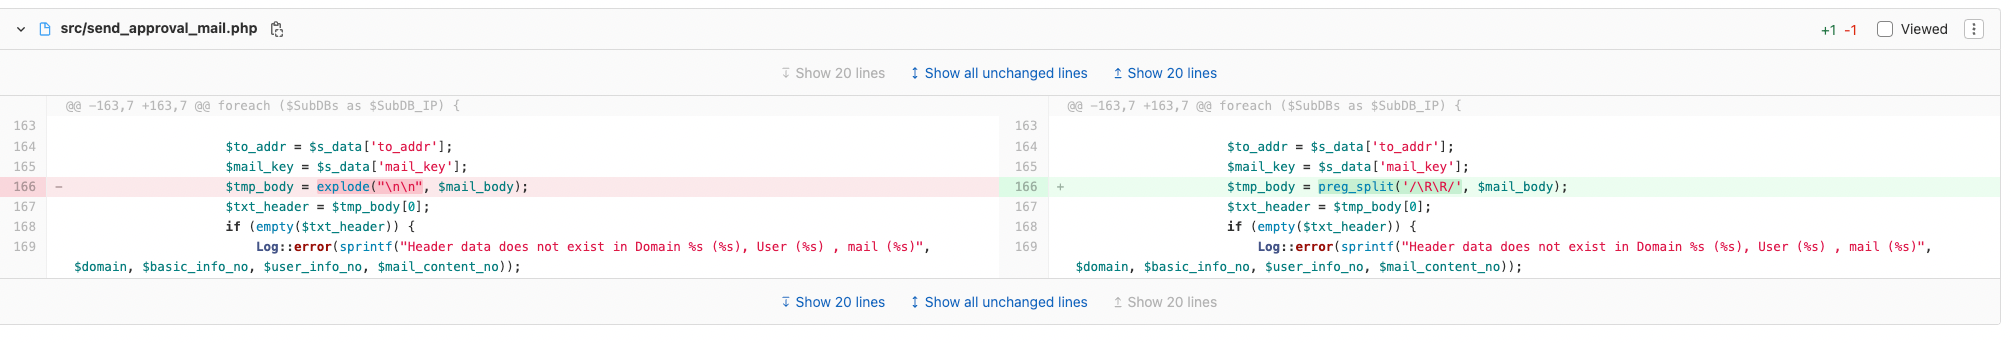 src/send_approval_mail.php
+1 -1 Viewed
Show 20 lines Show all unchanged lines Show 20 lines
@@ -163,7 +163,7 @@ foreach ($SubDBs as $SubDB_IP) {
163
164 $to_addr = $s_data['to_addr'];
165 $mail_key = $s_data['mail_key'];
166 - $tmp_body = explode("\n\n", $mail_body);
167 $txt_header = $tmp_body[0];
168 if (empty($txt_header)) {
169 Log::error(sprintf("Header data does not exist in Domain %s (%s), User (%s) , mail (%s)",
$domain, $basic_info_no, $user_info_no, $mail_content_no));
@@ -163,7 +163,7 @@ foreach ($SubDBs as $SubDB_IP) {
163
164 $to_addr = $s_data['to_addr'];
165 $mail_key = $s_data['mail_key'];
166 + $tmp_body = preg_split('/\R\R/', $mail_body);
167 $txt_header = $tmp_body[0];
168 if (empty($txt_header)) {
169 Log::error(sprintf("Header data does not exist in Domain %s (%s), User (%s) , mail (%s)",
$domain, $basic_info_no, $user_info_no, $mail_content_no));
Show 20 lines Show all unchanged lines Show 20 lines